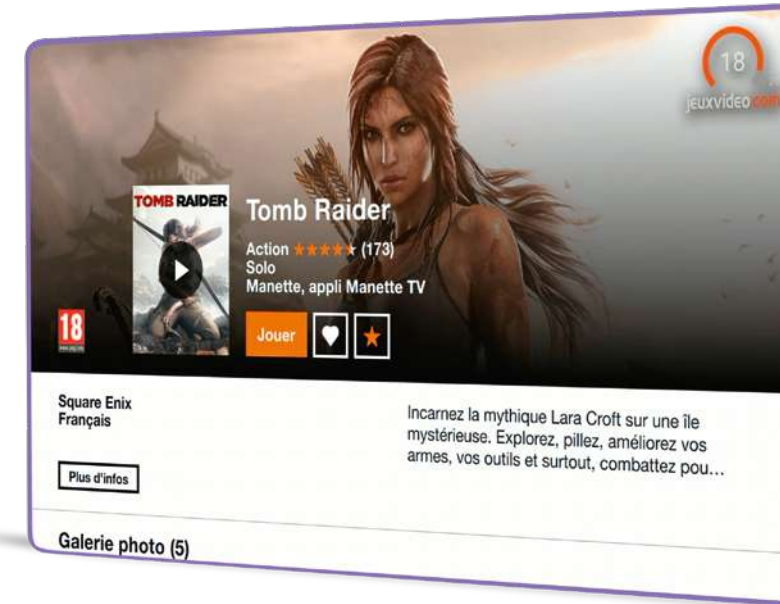 18
jeuxvideo.com
TOMB RAIDER
Tomb Raider
Action ★★★★★ (173)
Solo
Manette, appli Manette TV
18
Jouer
Square Enix
Français
Incarnez la mythique Lara Croft sur une île
mystérieuse. Explorez, pillez, améliorez vos
armes, vos outils et surtout, combattez pou...
Plus d'infos
Galerie photo (5)